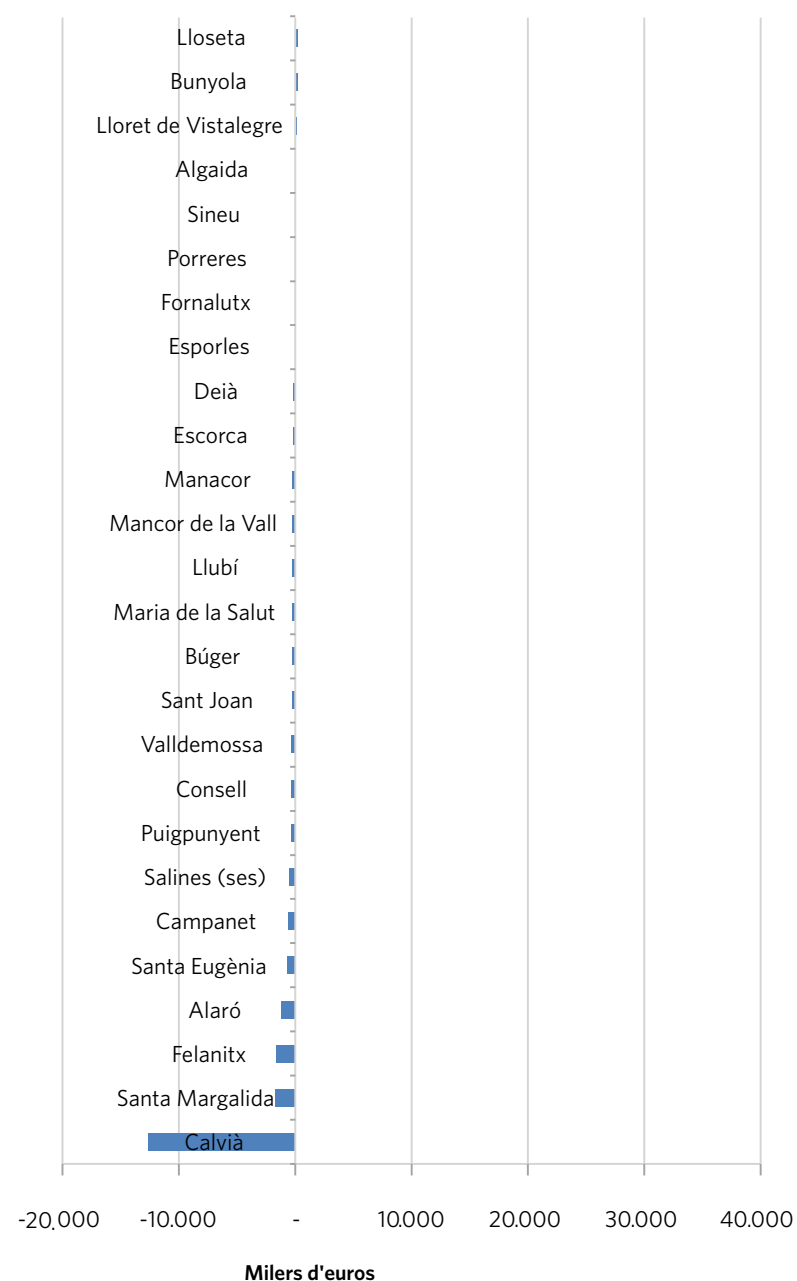 Lloseta
Bunyola
Lloret de Vistalegre
Algaida
Sineu
Porreres
Fornalutx
Esporles
Deià
Escorca
Manacor
Mancor de la Vall
Llubí
Maria de la Salut
Búger
Sant Joan
Valldemossa
Consell
Puigpunyent
Salines (ses)
Campanet
Santa Eugènia
Alaró
Felanitx
Santa Margalida
Calvià
-20.000 -10.000 - 10.000 20.000 30.000 40.000
Milers d'euros